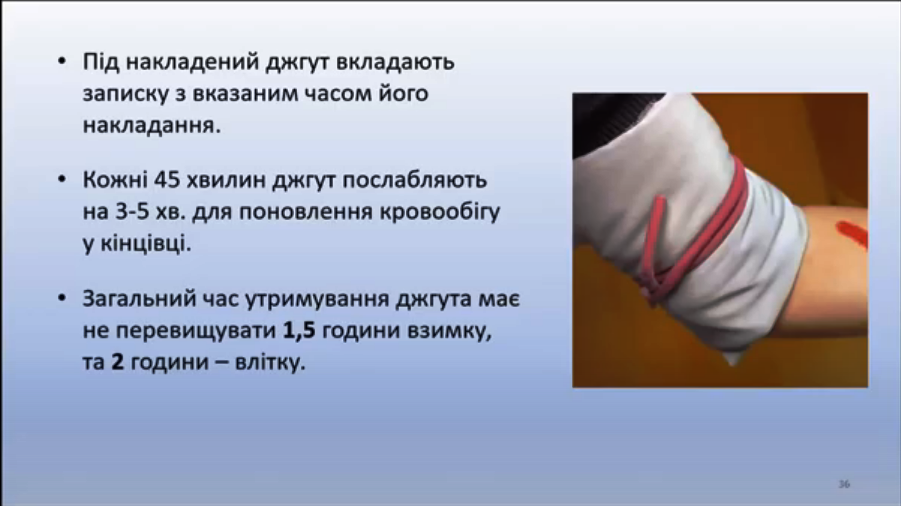 • Під накладений джгут вкладають
записку з вказаним часом його
накладання.
• Кожні 45 хвилин джгут послабляють
на 3-5 хв. для поновлення кровообігу
у кінцівці.
• Загальний час утримування джгута має
не перевищувати 1,5 години взимку,
та 2 години – влітку.
36